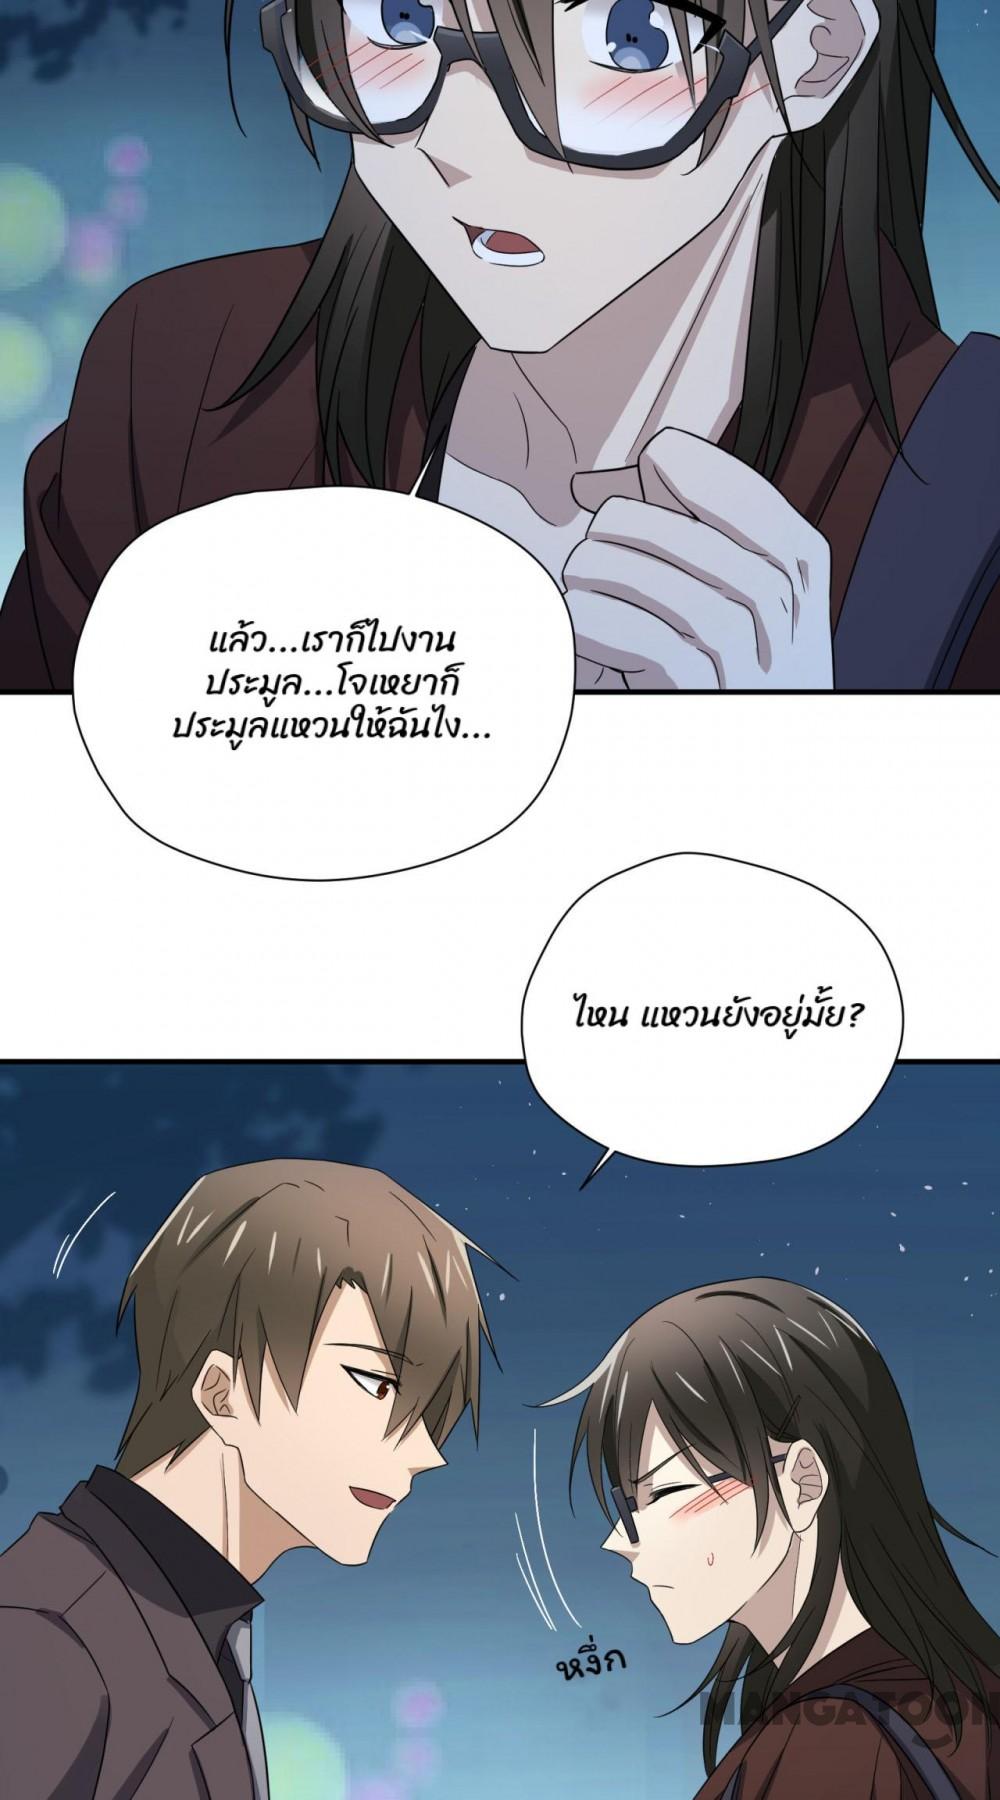 แล้ว...เราก็ไปงาน
ประมูล...โจเหยาก็
ประมูลแหวนให้ฉันไง...
ไหน แหวนยังอยู่มั้ย?
หงึ่ก
MANGATOON